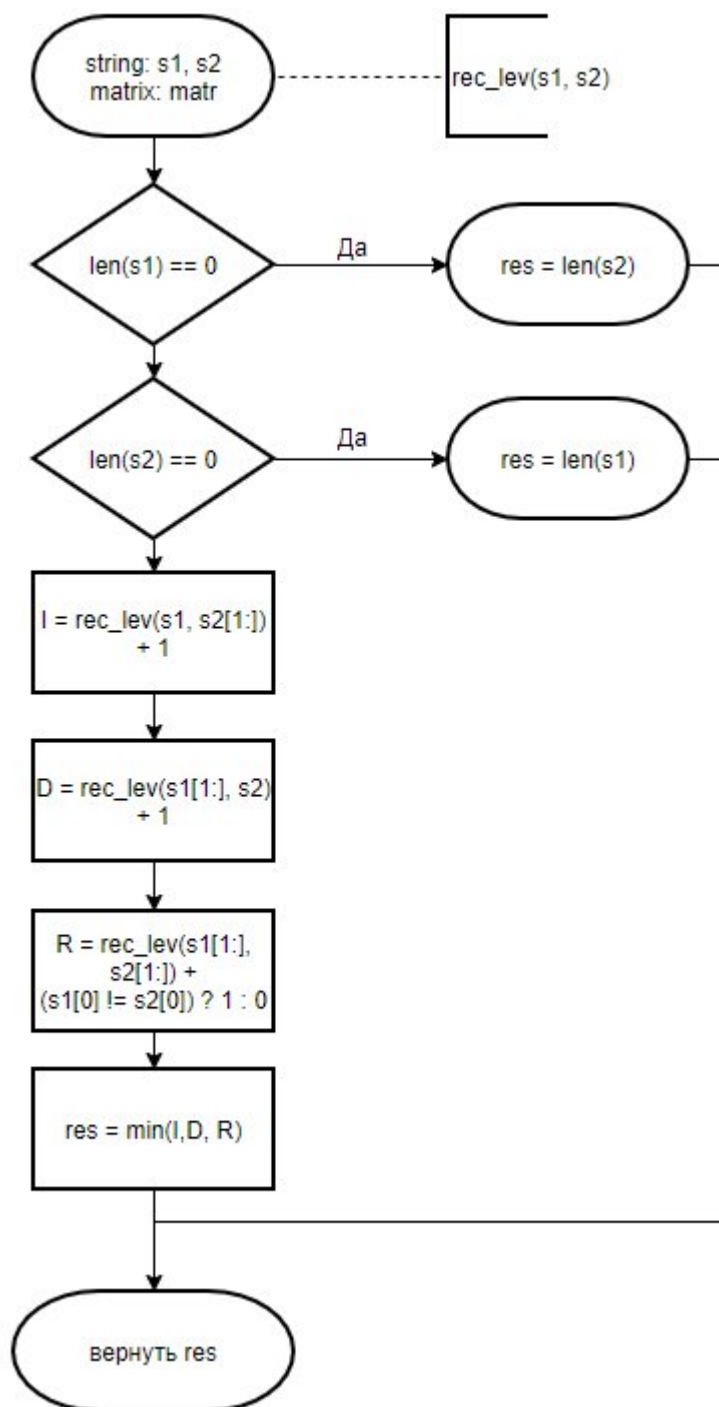 string: s1, s2
matrix: matr
rec_lev(s1, s2)
len(s1) == 0
Да
res = len(s2)
len(s2) == 0
Да
res = len(s1)
I = rec_lev(s1, s2[1:])
+ 1
D = rec_lev(s1[1:], s2)
+ 1
R = rec_lev(s1[1:],
s2[1:]) +
(s1[0] != s2[0]) ? 1 : 0
res = min(I,D, R)
вернуть res